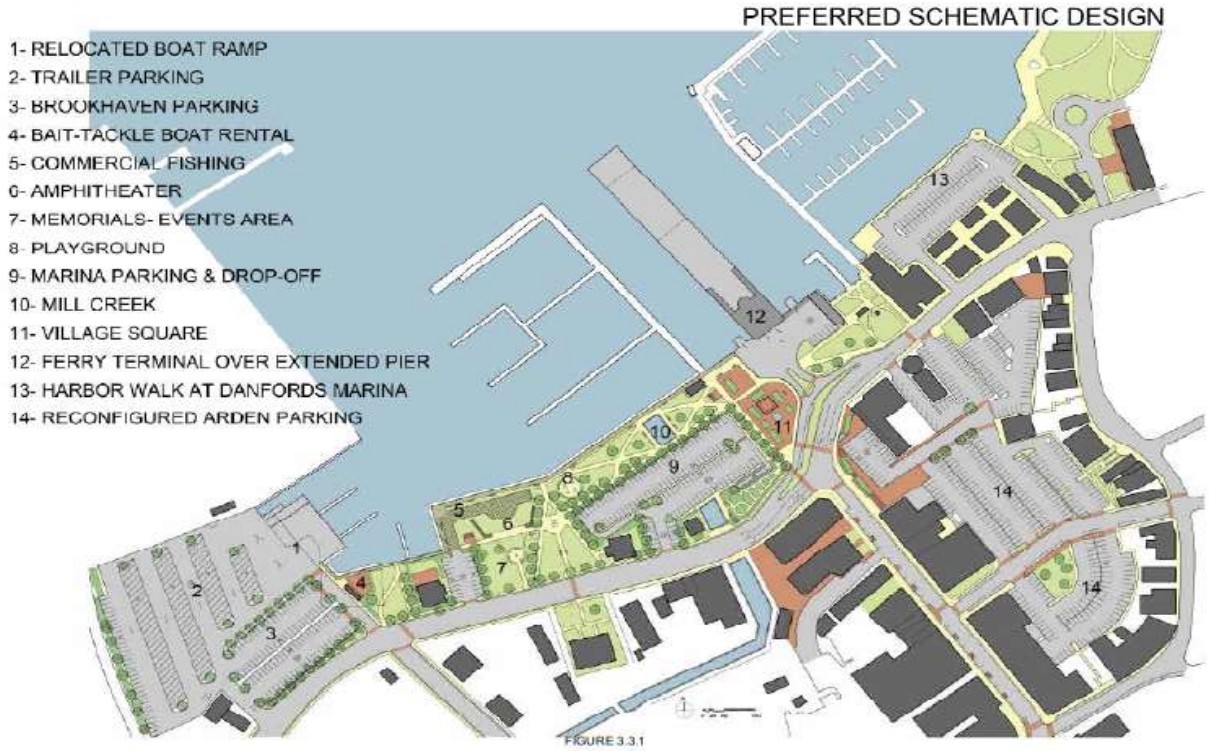 PREFERRED SCHEMATIC DESIGN
1- RELOCATED BOAT RAMP
2- TRAILER PARKING
3- BROOKHAVEN PARKING
4- BAIT-TACKLE BOAT RENTAL
5- COMMERCIAL FISHING
6- AMPHITHEATER
7- MEMORIALS- EVENTS AREA
8- PLAYGROUND
9- MARINA PARKING & DROP-OFF
10- MILL CREEK
11- VILLAGE SQUARE
12- FERRY TERMINAL OVER EXTENDED PIER
13- HARBOR WALK AT DANFORDS MARINA
14- RECONFIGURED ARDEN PARKING
13
12
11
10
9
8
5
6
14
1
7
4
2
14
3
FIGURE 3.3.1